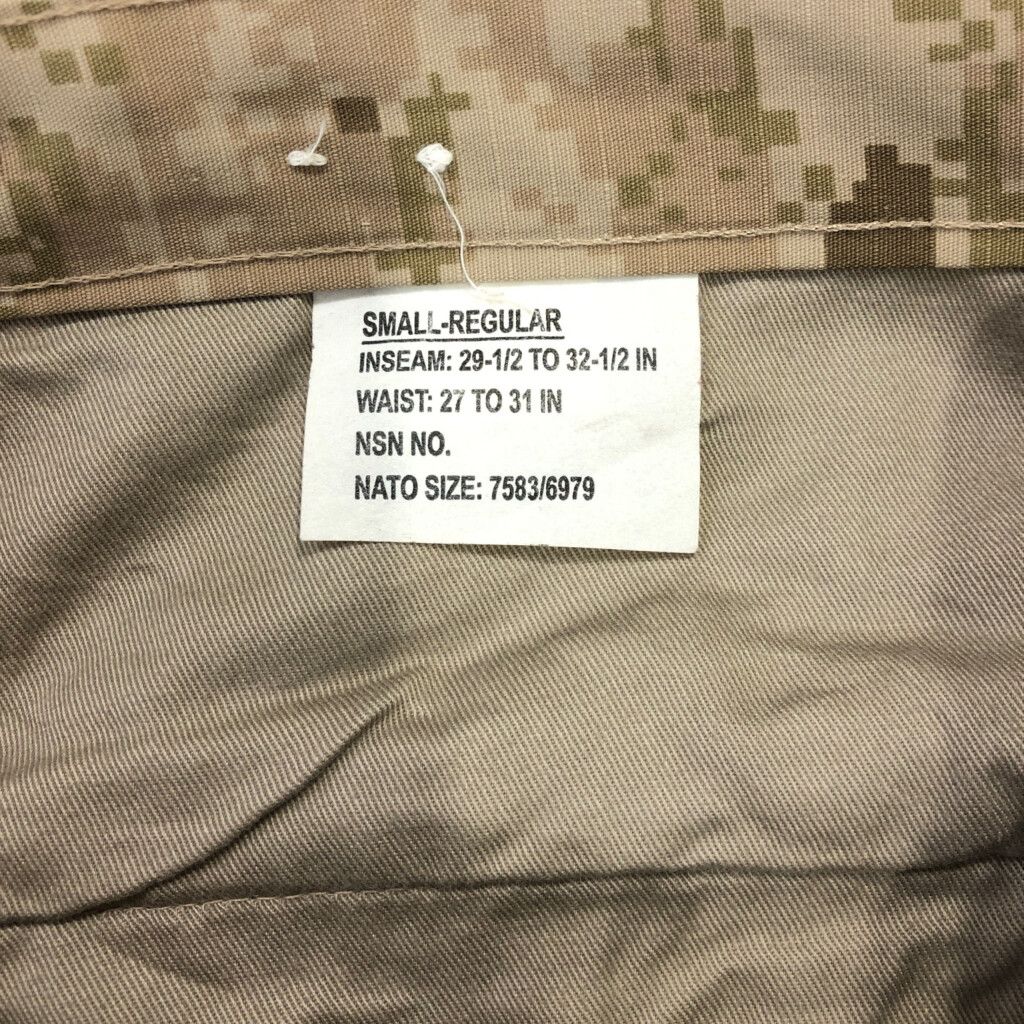 SMALL-REGULAR
INSEAM: 29-1/2 TO 32-1/2 IN
WAIST: 27 TO 31 IN
NSN NO.
NATO SIZE: 7583/6979